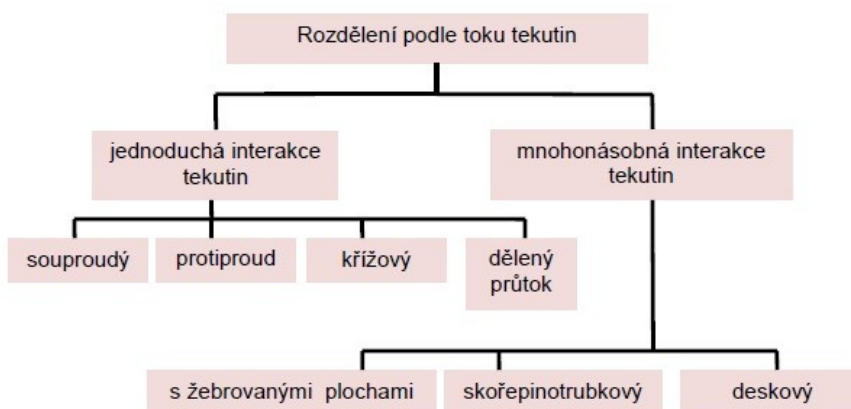 Rozdělení podle toku tekutin
jednoduchá interakce
tekutin
mnohonásobná interakce
tekutin
souproudý
protiproud
křížový
dělený
průtok
s žebrovanými plochami
skořepinotrubkový
deskový